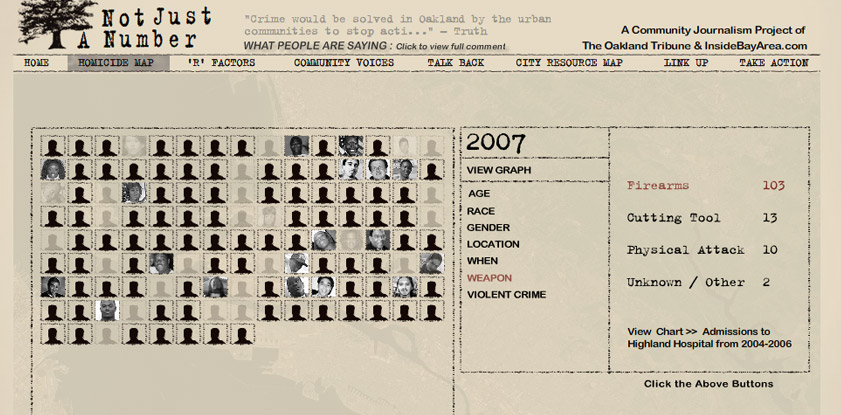 Not Just
A Number
"Crime would be solved in Oakland by the urban
communities to stop acti..." — Truth
WHAT PEOPLE ARE SAYING : Click to view full comment
A Community Journalism Project of
The Oakland Tribune & InsideBayArea.com
HOME HOMICIDE MAP 'R' FACTORS COMMUNITY VOICES TALK BACK CITY RESOURCE MAP LINK UP TAKE ACTION
2007
VIEW GRAPH
AGE
RACE
GENDER
LOCATION
WHEN
WEAPON
VIOLENT CRIME
Firearms 103
Cutting Tool 13
Physical Attack 10
Unknown / Other 2
View Chart >> Admissions to
Highland Hospital from 2004-2006
Click the Above Buttons